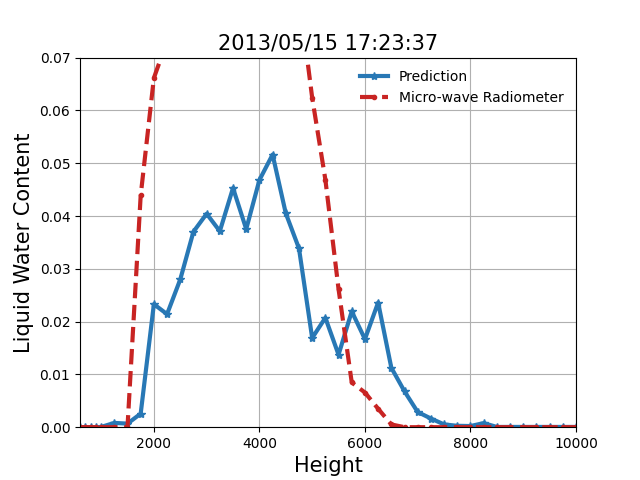 2013/05/15 17:23:37
Prediction
Micro-wave Radiometer
Liquid Water Content
0.07
0.06
0.05
0.04
0.03
0.02
0.01
0.00
2000 4000 6000 8000 10000
Height